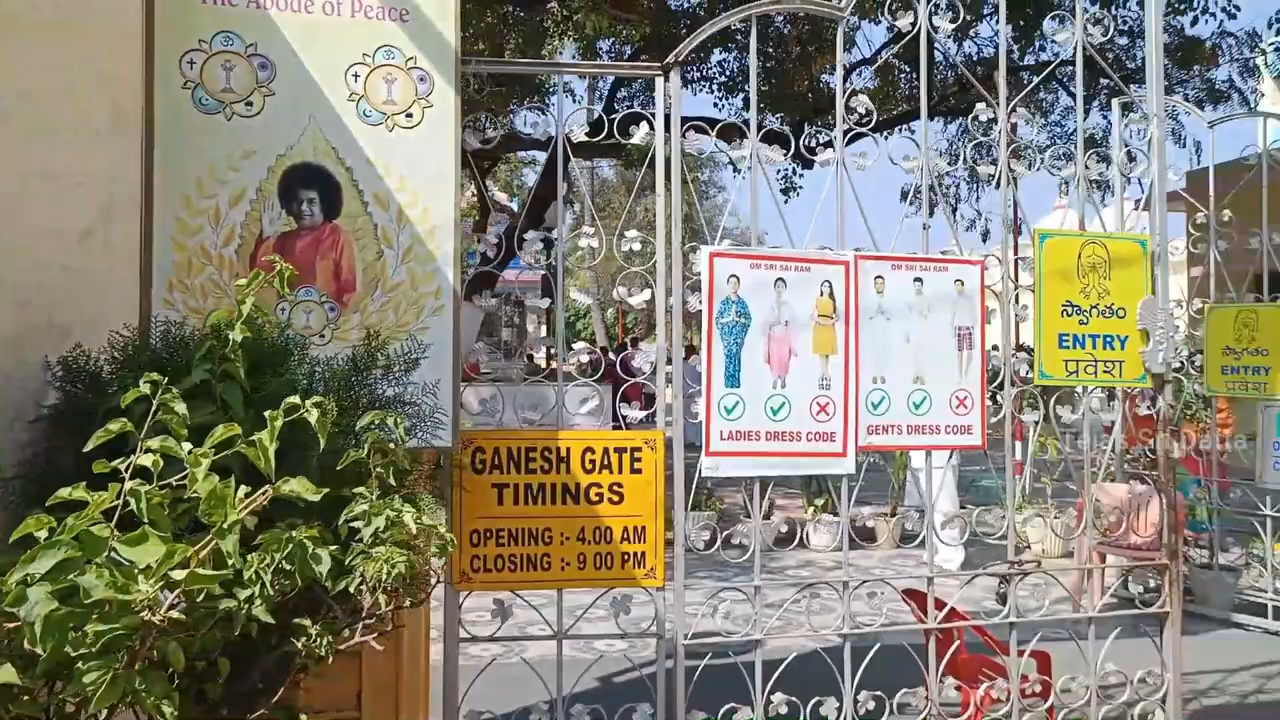 The Abode of Peace
GANESH GATE
TIMINGS
OPENING :- 4.00 AM
CLOSING :- 9 00 PM
OM SRI SAI RAM
LADIES DRESS CODE
OM SRI SAI RAM
GENTS DRESS CODE
స్వాగతం
ENTRY
प्रवेश
స్వాగతం
ENTRY
प्रवेश